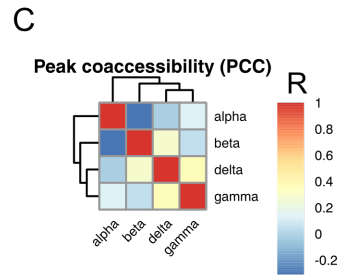 C
Peak coaccessibility (PCC)
R
alpha
beta
delta
gamma
alpha
beta
delta
gamma
1
0.8
0.6
0.4
0.2
0
-0.2